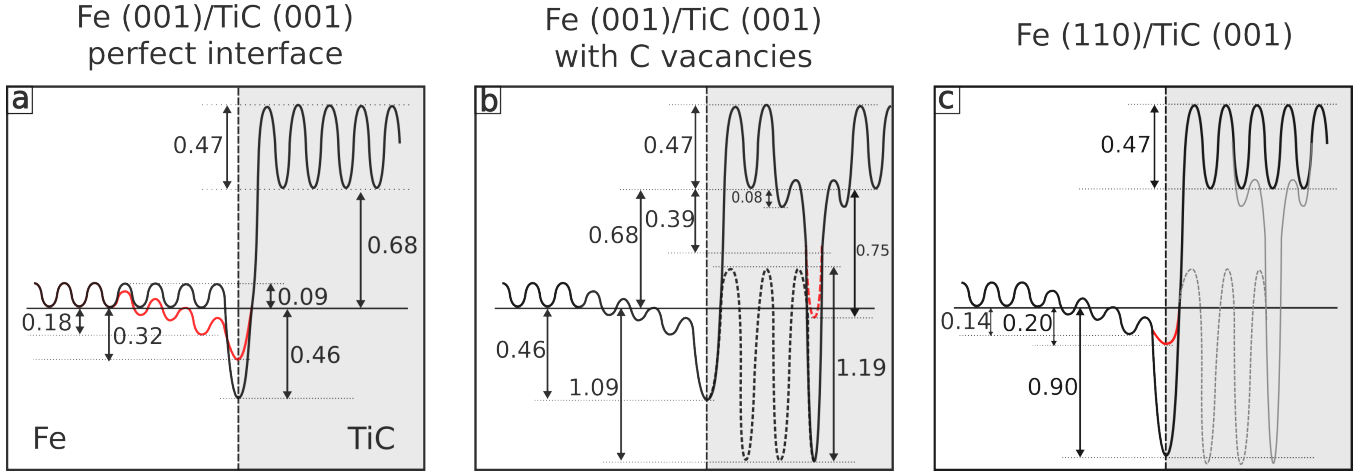 Fe (001)/TiC (001)
perfect interface
Fe (001)/TiC (001)
with C vacancies
Fe (110)/TiC (001)
a
0.47
0.68
0.09
0.18
0.32
0.46
Fe
TiC
b
0.47
0.08
0.39
0.68
0.75
0.46
1.09
1.19
c
0.47
0.14
0.20
0.90